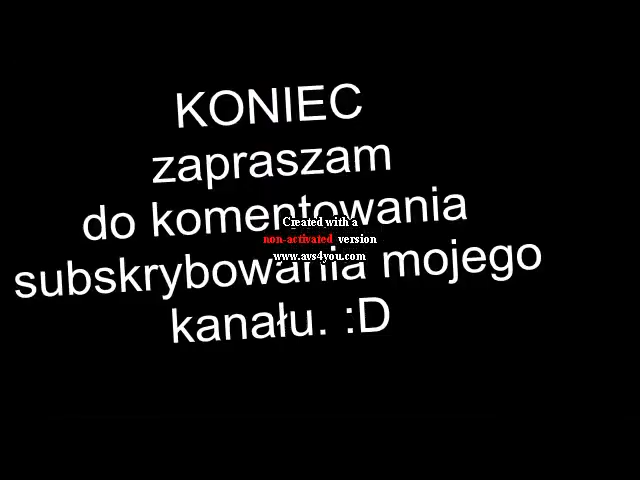 KONIEC
zapraszam
do komentowania
subskrybowania mojego
kanału. :D
Created with a
non-activated version
www.avs4you.com